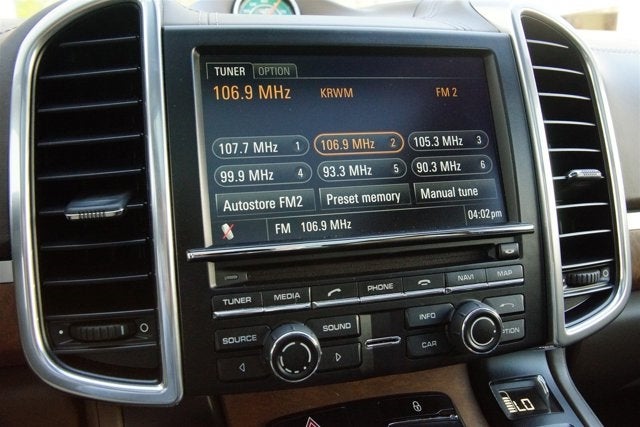 TUNER OPTION
106.9 MHz KRWM FM 2
107.7 MHz 1 106.9 MHz 2 105.3 MHz 3
99.9 MHz 4 93.3 MHz 5 90.3 MHz 6
Autostore FM2 Preset memory Manual tune
FM 106.9 MHz 04:02pm
TUNER MEDIA PHONE NAVI MAP
SOURCE SOUND INFO
CAR OPTION
LO